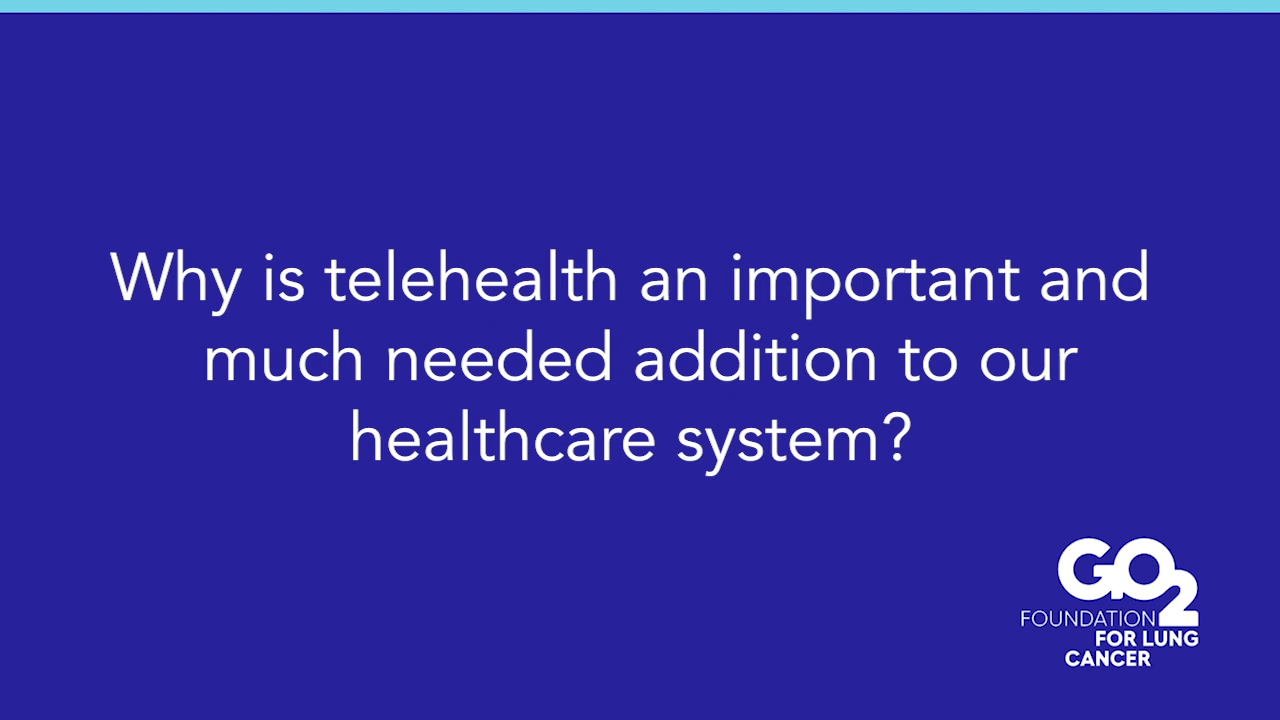 Why is telehealth an important and
much needed addition to our
healthcare system?
GO2
FOUNDATION
FOR LUNG
CANCER